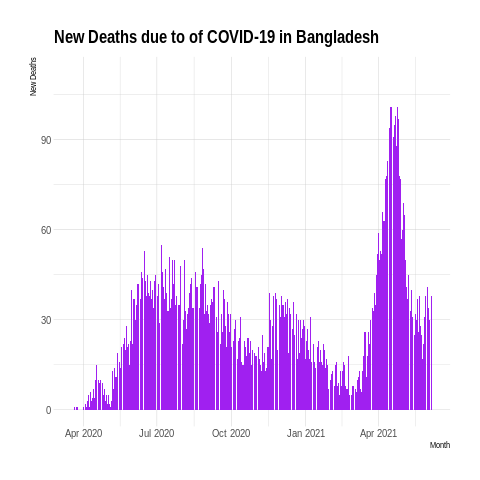 New Deaths due to of COVID-19 in Bangladesh
New Deaths
90
60
30
0
Apr 2020 Jul 2020 Oct 2020 Jan 2021 Apr 2021
Month